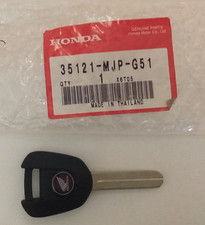 HONDA
35121-MJP-G51
QTY 1
MADE IN THAILAND